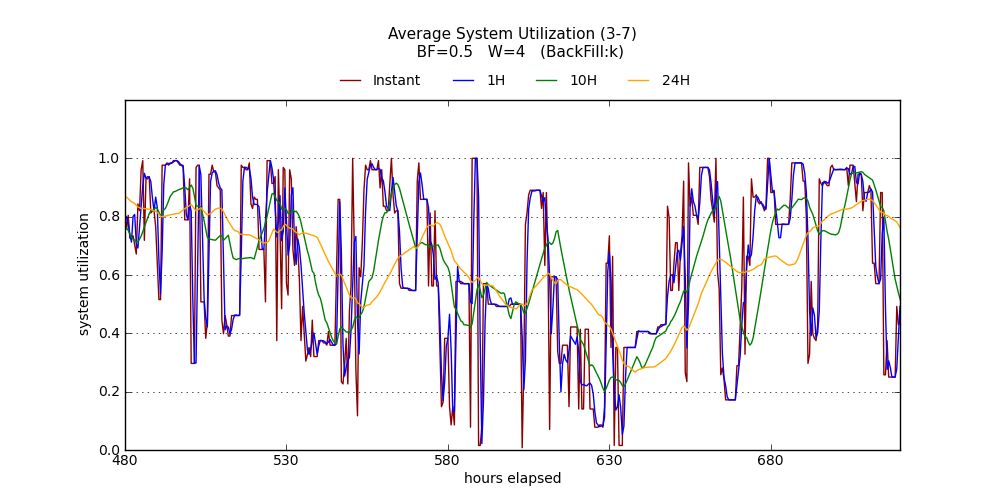 Average System Utilization (3-7)
BF=0.5 W=4 (BackFill:k)
Instant 1H 10H 24H
1.0
0.8
0.6
0.4
0.2
0.0
system utilization
480 530 580 630 680
hours elapsed